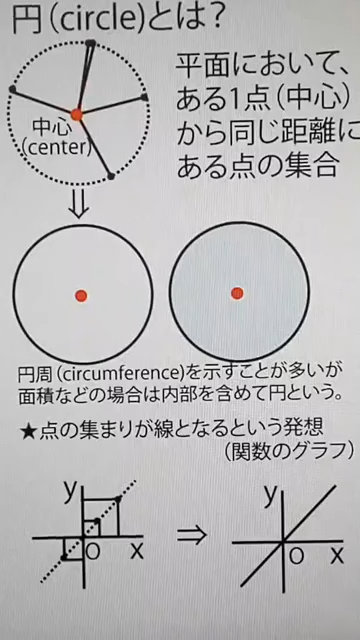 円（circle）とは？
平面において、
ある1点（中心）
から同じ距離に
ある点の集合
中心
（center）
円周（circumference）を示すことが多いが
面積などの場合は内部を含めて円という。
★点の集まりが線となるという発想
（関数のグラフ）
y
O
x
⇒
y
O
x